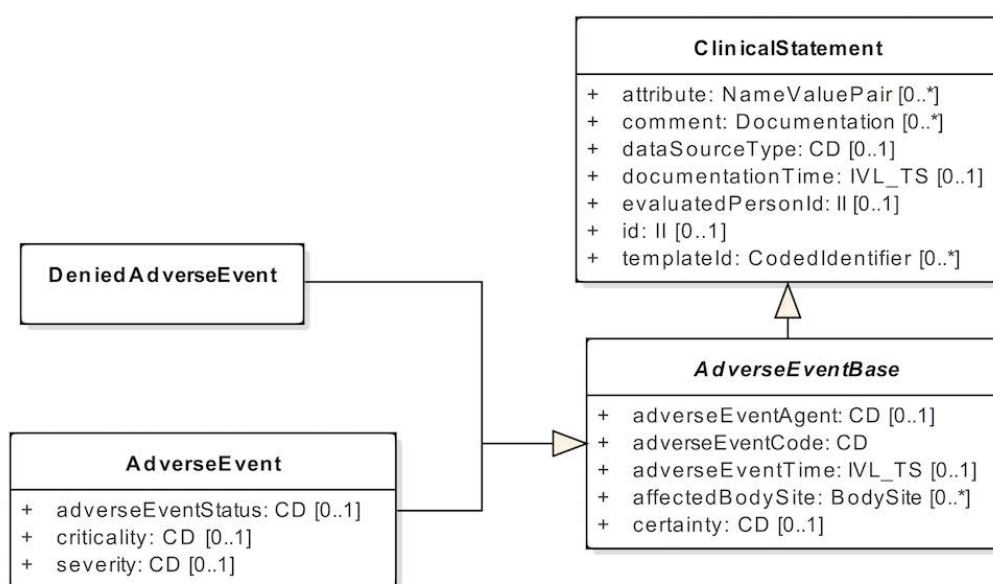 ClinicalStatement
+ attribute: NameValuePair [0..*]
+ comment: Documentation [0..*]
+ dataSourceType: CD [0..1]
+ documentationTime: IVL_TS [0..1]
+ evaluatedPersonId: II [0..1]
+ id: II [0..1]
+ templateId: CodedIdentifier [0..*]
DeniedAdverseEvent
AdverseEventBase
+ adverseEventAgent: CD [0..1]
+ adverseEventCode: CD
+ adverseEventTime: IVL_TS [0..1]
+ affectedBodySite: BodySite [0..*]
+ certainty: CD [0..1]
AdverseEvent
+ adverseEventStatus: CD [0..1]
+ criticality: CD [0..1]
+ severity: CD [0..1]